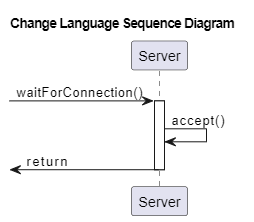 Change Language Sequence Diagram
Server
waitForConnection()
accept()
return
Server